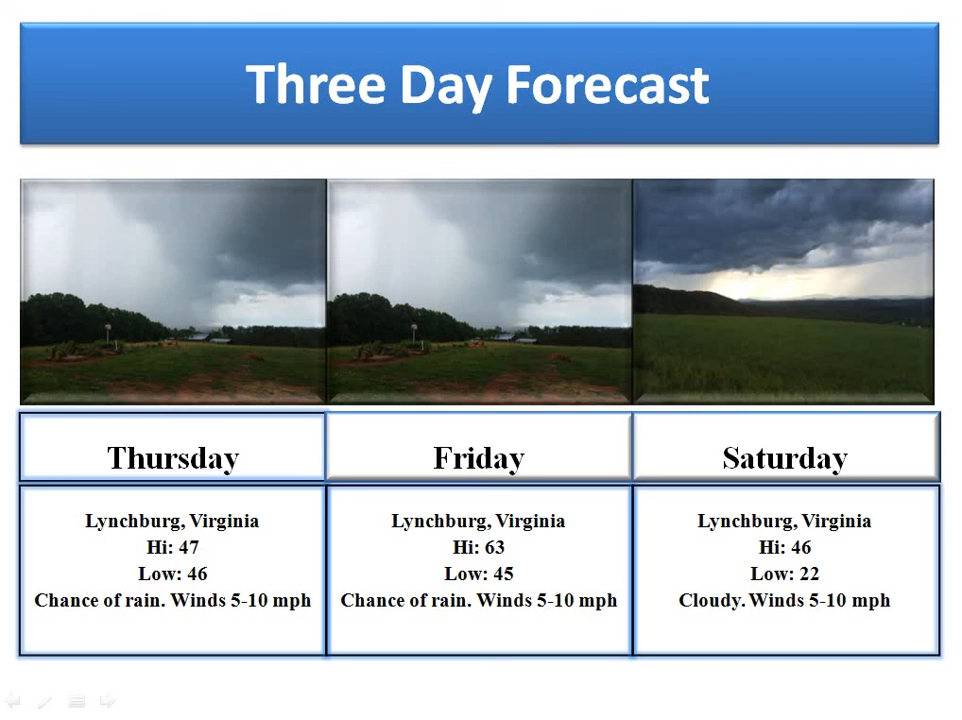 Three Day Forecast
Thursday
Friday
Saturday
Lynchburg, Virginia
Hi: 47
Low: 46
Chance of rain. Winds 5-10 mph
Lynchburg, Virginia
Hi: 63
Low: 45
Chance of rain. Winds 5-10 mph
Lynchburg, Virginia
Hi: 46
Low: 22
Cloudy. Winds 5-10 mph